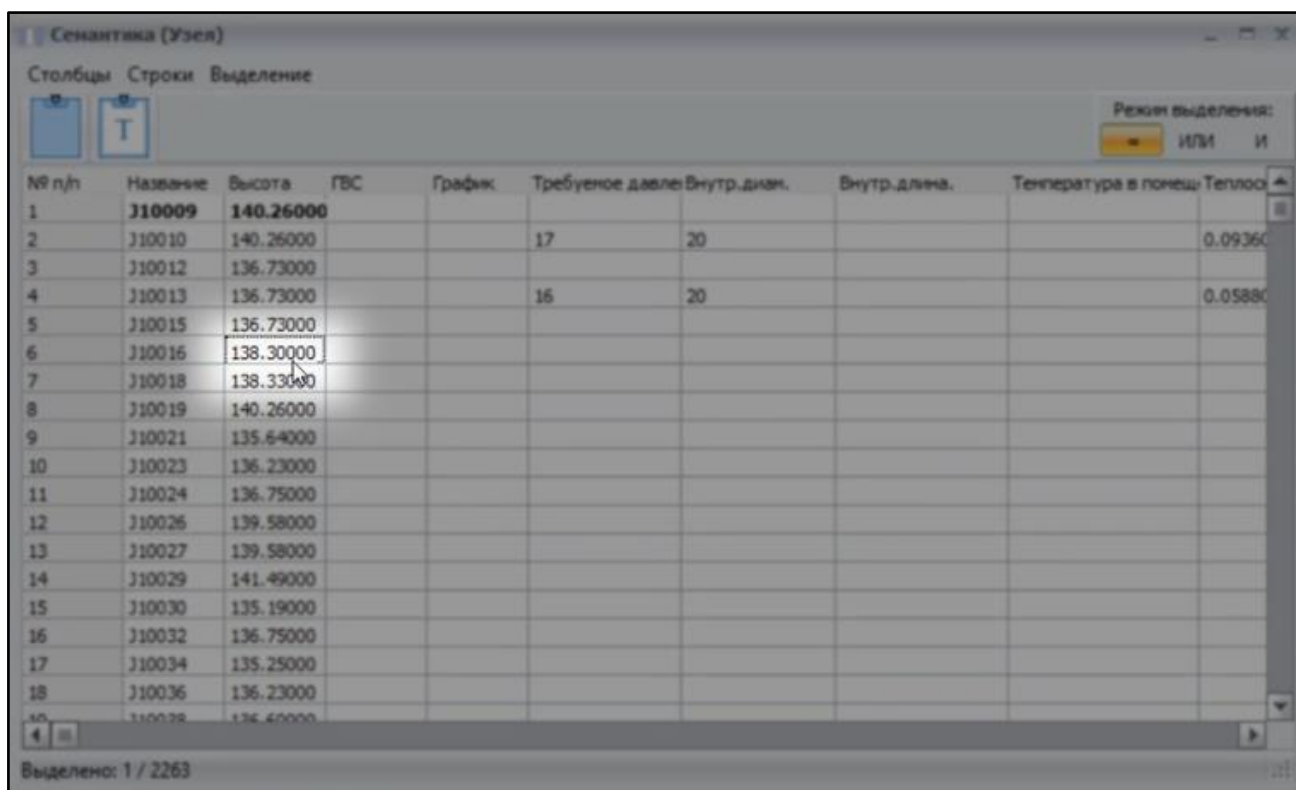 Семантика (Узел)
Столбцы Строки Выделение
T
Режим выделения:
= ИЛИ И
№ п/п Название Высота ГВС График Требуемое давле Внутр.диам. Внутр.длина. Температура в помещ Теплос
1 J10009 140.26000
2 J10010 140.26000 17 20 0.0936
3 J10012 136.73000
4 J10013 136.73000 16 20 0.0588
5 J10015 136.73000
6 J10016 138.30000
7 J10018 138.33000
8 J10019 140.26000
9 J10021 135.64000
10 J10023 136.23000
11 J10024 136.75000
12 J10026 139.58000
13 J10027 139.58000
14 J10029 141.49000
15 J10030 135.19000
16 J10032 136.75000
17 J10034 135.25000
18 J10036 136.23000
Выделено: 1 / 2263